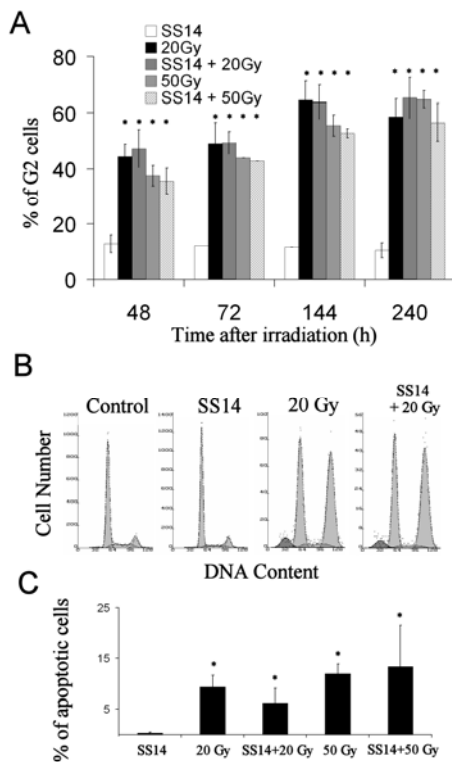 A
SS14
20Gy
SS14 + 20Gy
50Gy
SS14 + 50Gy
80
60
40
20
0
% of G2 cells
* * * *
* * * *
* * * *
* * * *
48 72 144 240
Time after irradiation (h)
B
Control SS14 20 Gy SS14
+ 20 Gy
Cell Number
DNA Content
C
% of apoptotic cells
25
15
5
* * * *
SS14 20 Gy SS14+20 Gy 50 Gy SS14+50 Gy